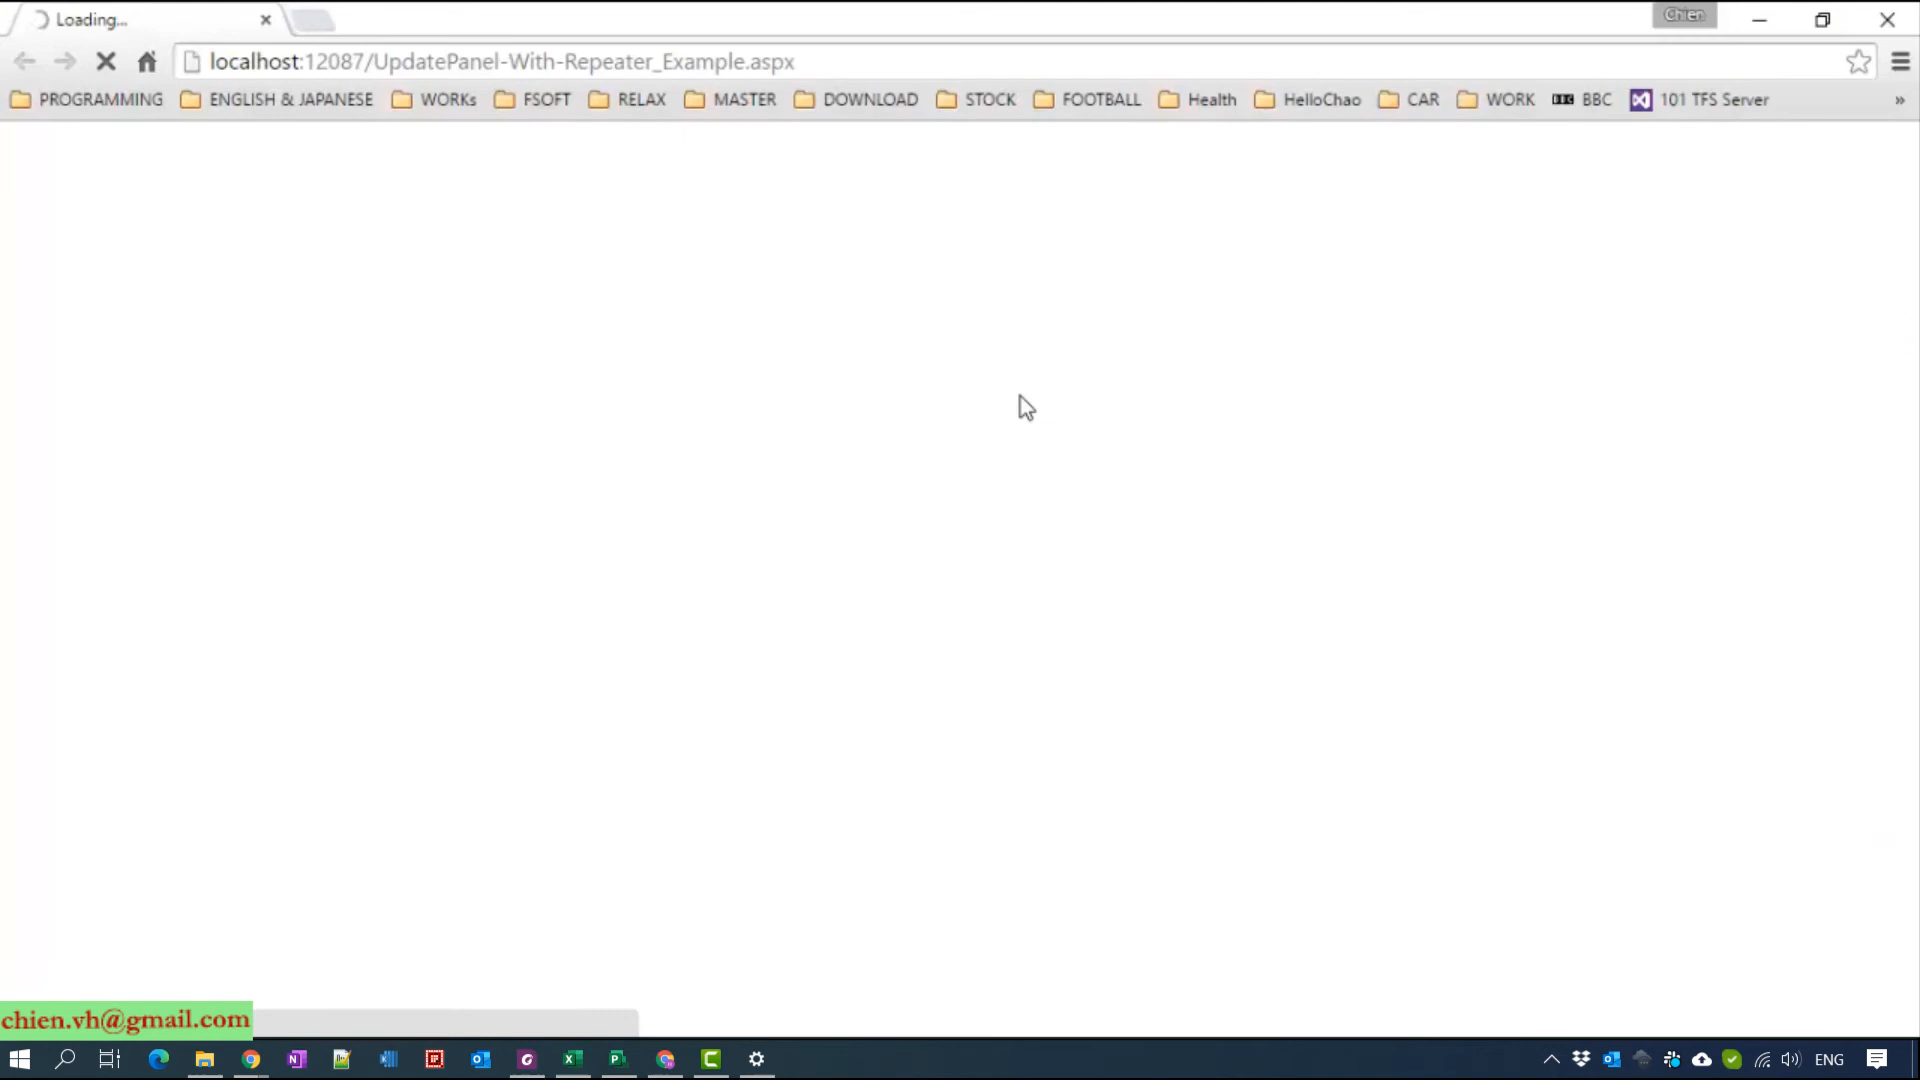 Loading...
Chien
localhost:12087/UpdatePanel-With-Repeater_Example.aspx
PROGRAMMING ENGLISH & JAPANESE WORKs FSOFT RELAX MASTER DOWNLOAD STOCK FOOTBALL Health HelloChao CAR WORK BBC 101 TFS Server »
chien.vh@gmail.com
ENG